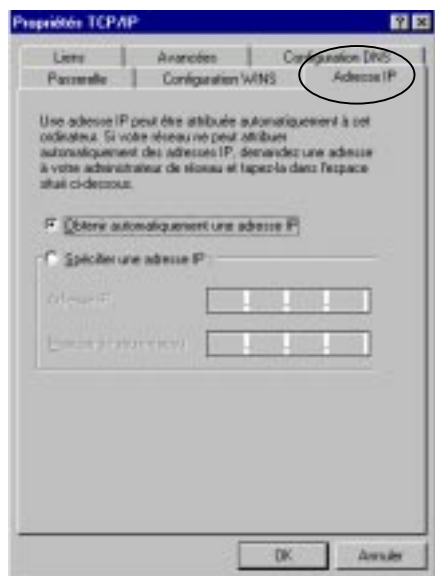 Propriétés TCP/IP
Liens Avancées Configuration DNS
Passerelle Configuration WINS Adresse IP
Une adresse IP peut être attribuée automatiquement à cet
ordinateur. Si votre réseau ne peut attribuer
automatiquement des adresses IP, demandez une adresse
à votre administrateur de réseau et tapez-la dans l'espace
situé ci-dessous.
Obtenir automatiquement une adresse IP
Spécifier une adresse IP :
Adresse IP
OK Annuler